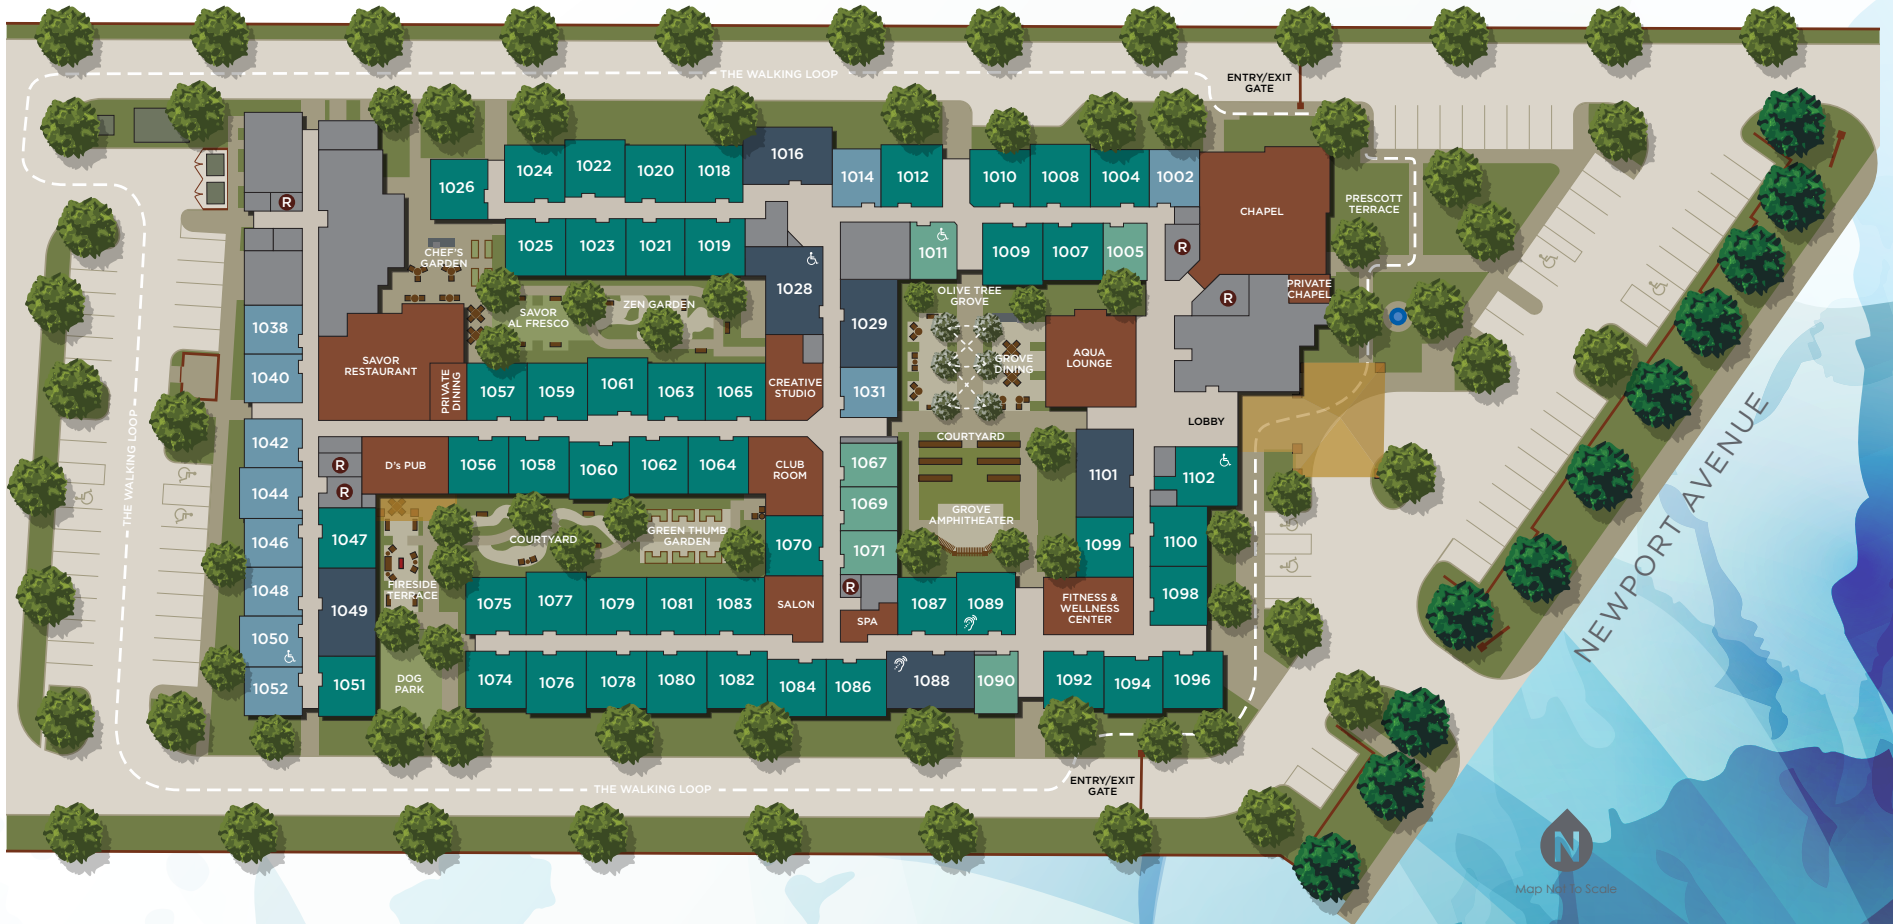 THE WALKING LOOP
ENTRY/EXIT
GATE
1026
1024
1022
1020
1018
1016
1014
1012
1010
1008
1004
1002
CHAPEL
PRESCOTT
TERRACE
R
R
CHEF'S
GARDEN
1025
1023
1021
1019
1028
1011
1009
1007
1005
PRIVATE
CHAPEL
R
OLIVE TREE
GROVE
ZEN GARDEN
SAVOR
AL FRESCO
1029
1038
1040
SAVOR
RESTAURANT
PRIVATE
DINING
1057
1059
1061
1063
1065
CREATIVE
STUDIO
1031
GROVE
DINING
AQUA
LOUNGE
LOBBY
COURTYARD
THE WALKING LOOP
1042
1044
1046
1048
1050
1052
R
R
D's PUB
1056
1058
1060
1062
1064
CLUB
ROOM
1067
1069
1071
1101
1102
GROVE
AMPHITHEATER
1047
1049
1051
COURTYARD
GREEN THUMB
GARDEN
1070
1099
1100
1098
FIRESIDE
TERRACE
1075
1077
1079
1081
1083
SALON
R
SPA
1087
1089
FITNESS &
WELLNESS
CENTER
DOG
PARK
1074
1076
1078
1080
1082
1084
1086
1088
1090
1092
1094
1096
NEWPORT AVENUE
THE WALKING LOOP
ENTRY/EXIT
GATE
N
Map Not To Scale